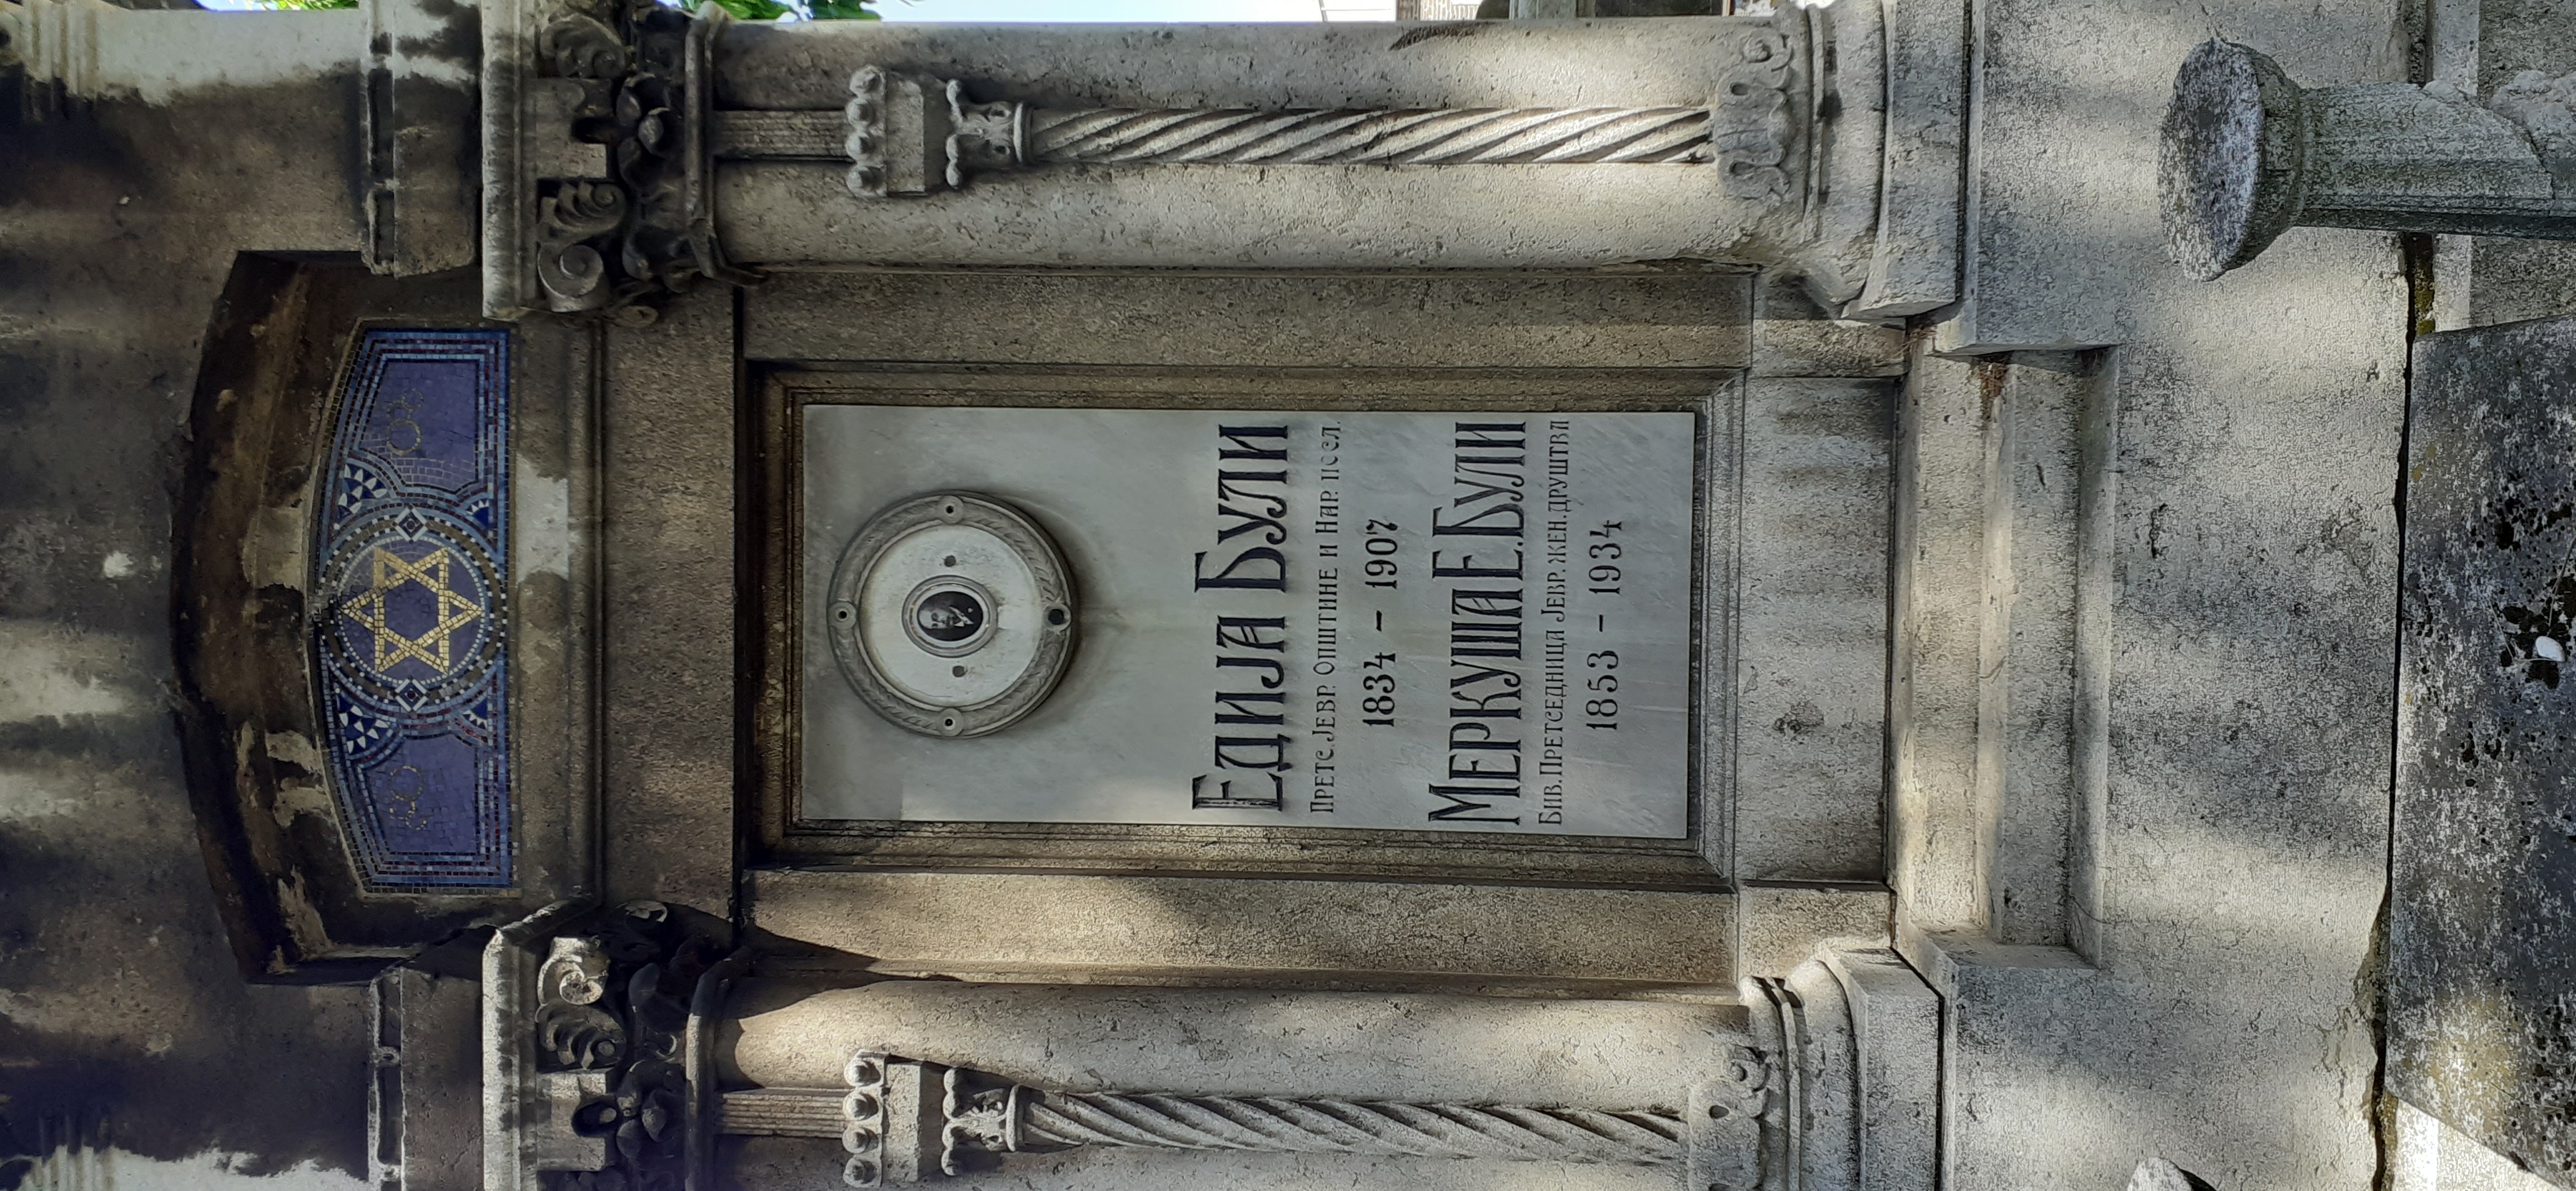 ЕДИЈА БУЛИ
ПРЕТС. ЈЕВР. ОПШТИНЕ И НАР. ПОСЛ.
1834 – 1907
МЕРКУША Е. БУЛИ
БИВ. ПРЕТСЕДНИЦА ЈЕВР. ЖЕН. ДРУШТВА
1853 – 1934